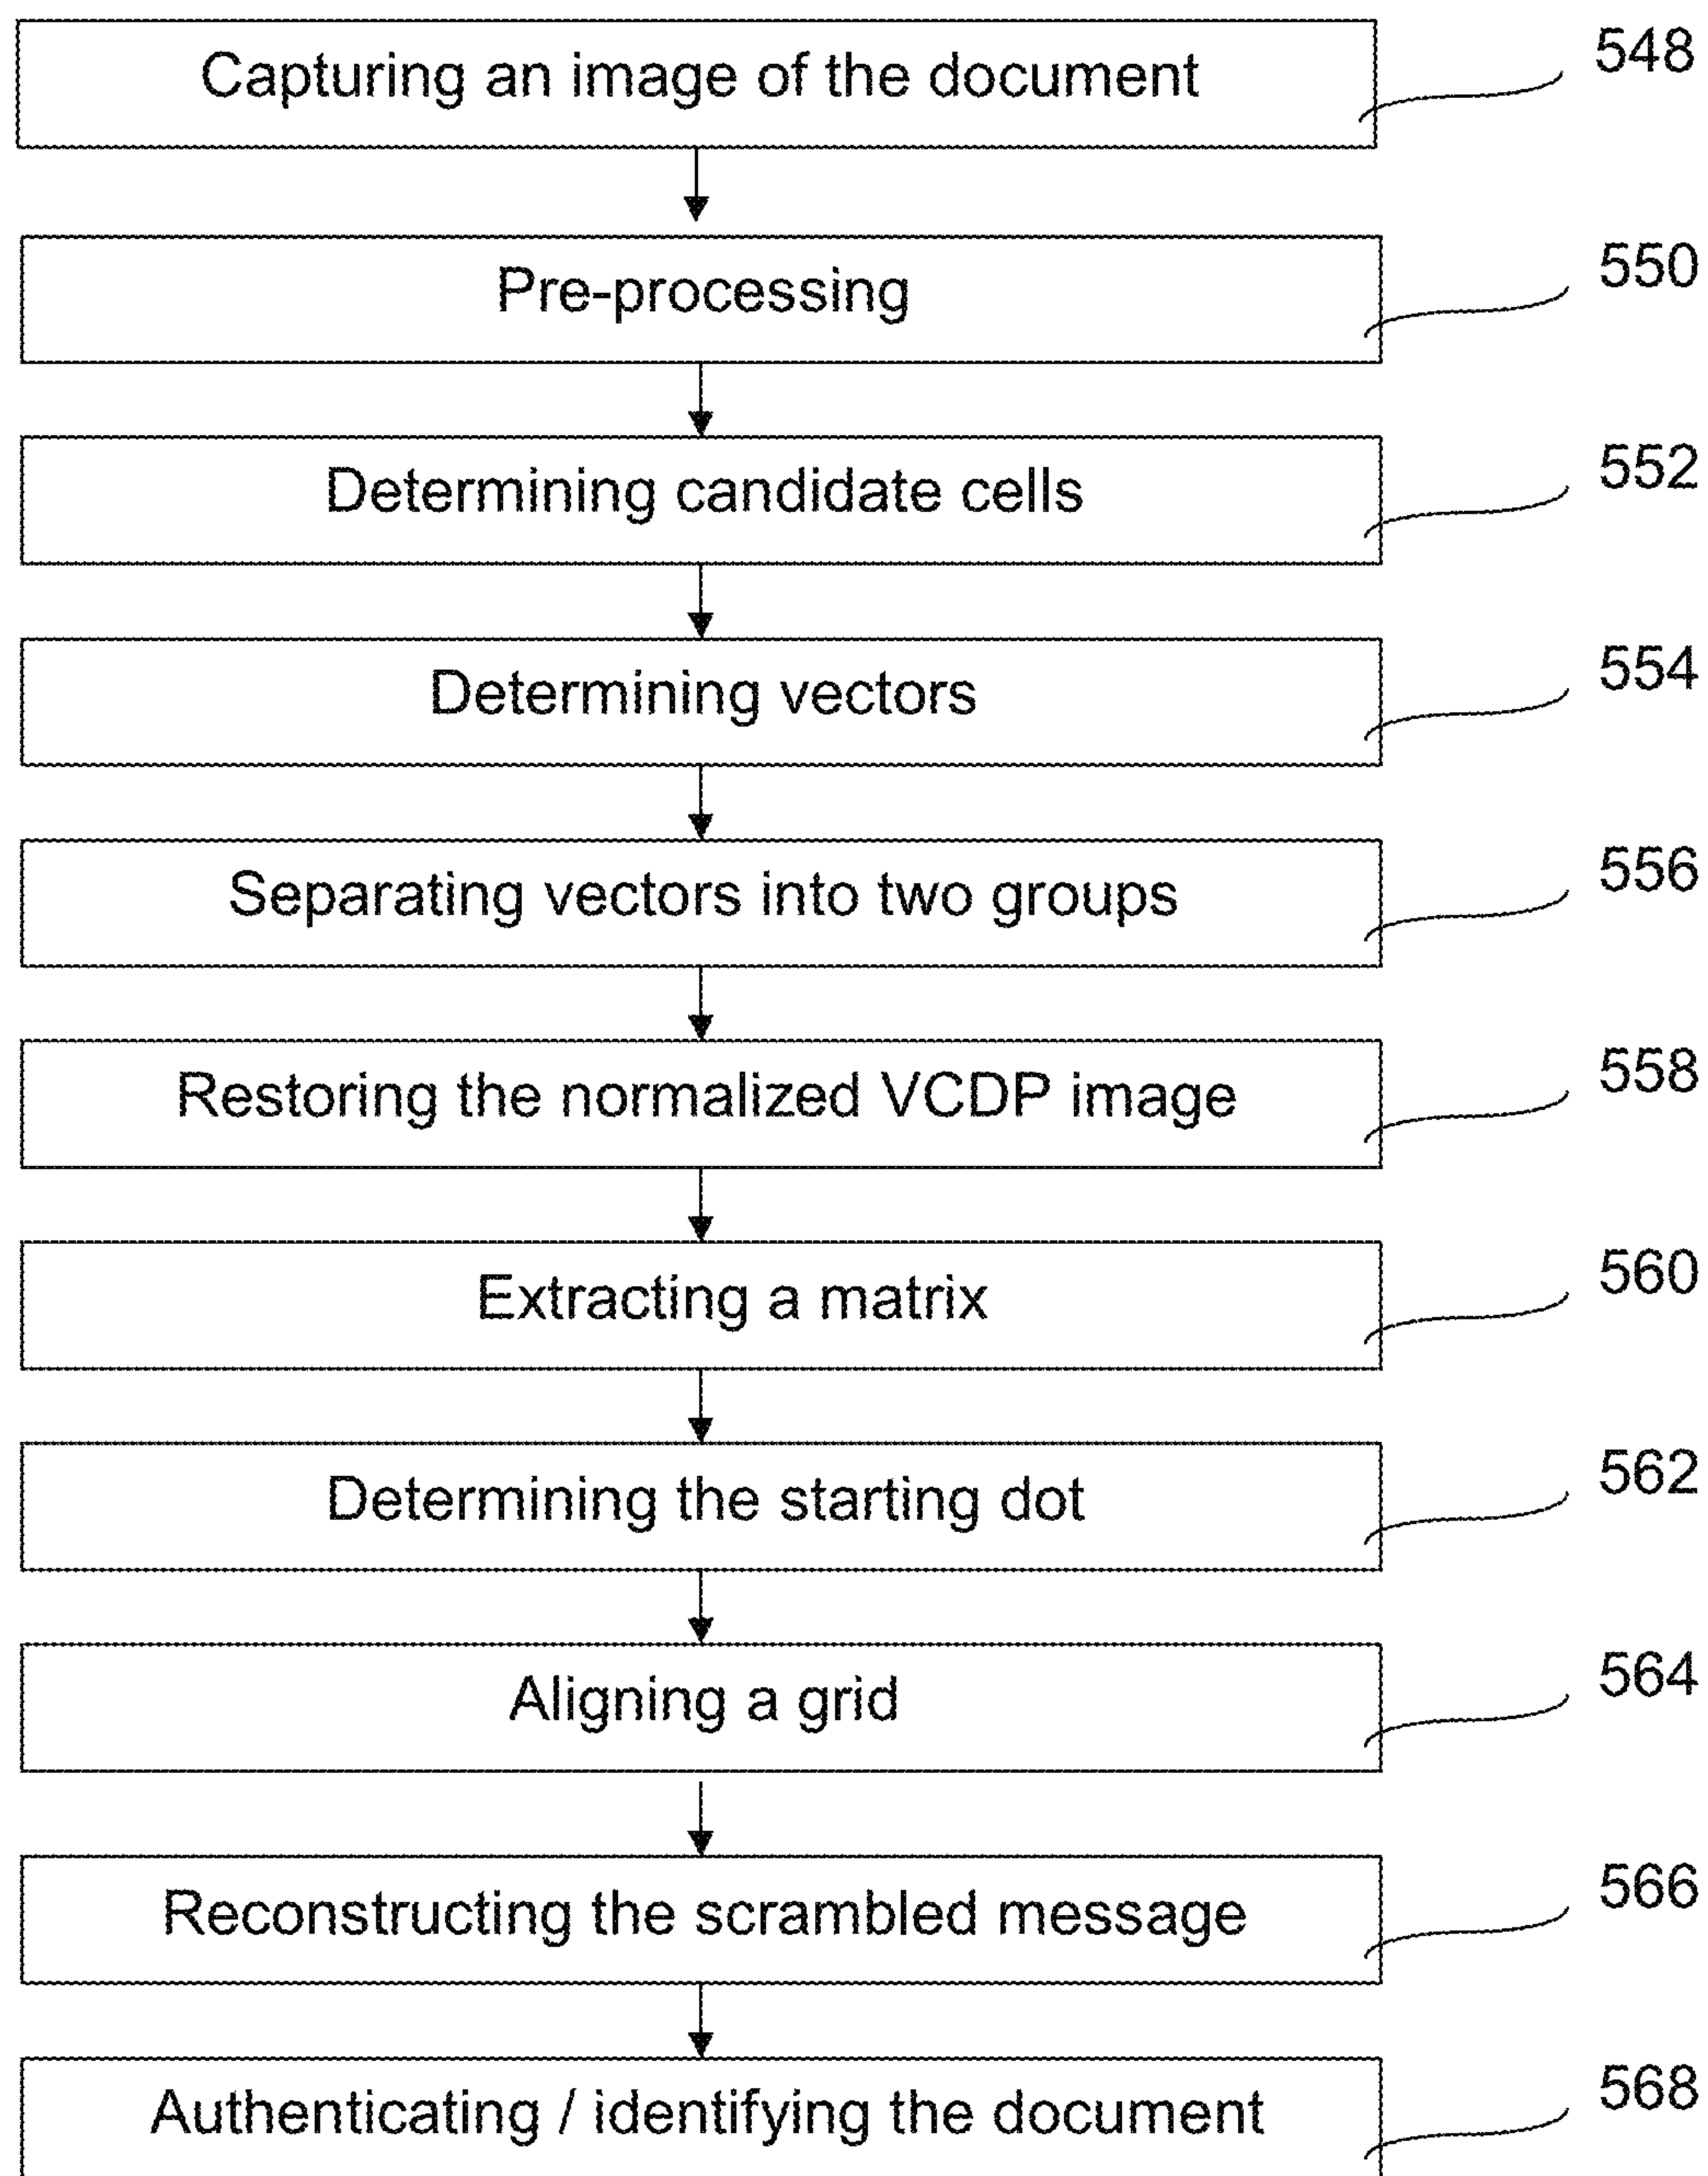 Capturing an image of the document 548
Pre-processing 550
Determining candidate cells 552
Determining vectors 554
Separating vectors into two groups 556
Restoring the normalized VCDP image 558
Extracting a matrix 560
Determining the starting dot 562
Aligning a grid 564
Reconstructing the scrambled message 566
Authenticating / identifying the document 568